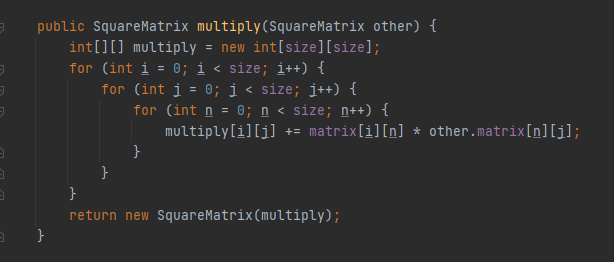 public SquareMatrix multiply(SquareMatrix other) {
int[][] multiply = new int[size][size];
for (int i = 0; i < size; i++) {
for (int j = 0; j < size; j++) {
for (int n = 0; n < size; n++) {
multiply[i][j] += matrix[i][n] * other.matrix[n][j];
}
}
}
return new SquareMatrix(multiply);
}